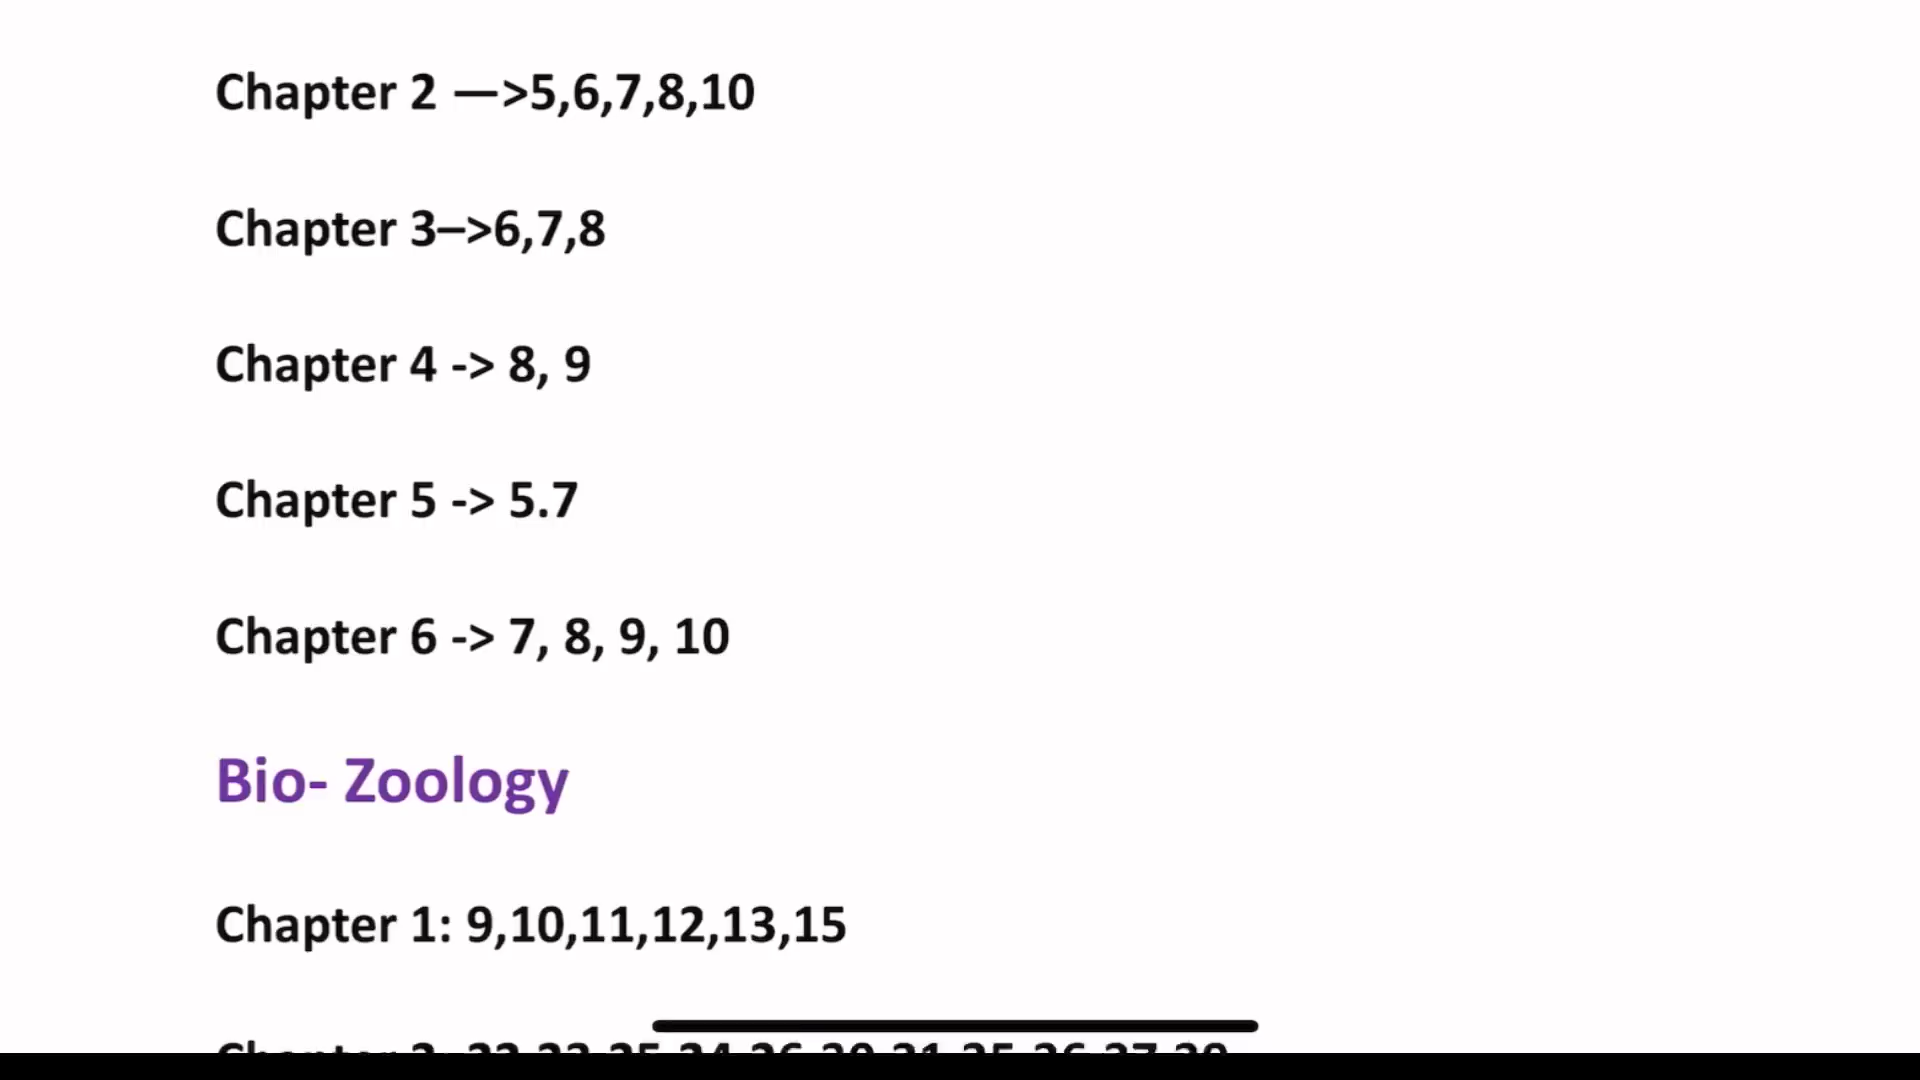 Chapter 2 —>5,6,7,8,10
Chapter 3–>6,7,8
Chapter 4 -> 8, 9
Chapter 5 -> 5.7
Chapter 6 -> 7, 8, 9, 10
Bio- Zoology
Chapter 1: 9,10,11,12,13,15
Chapter